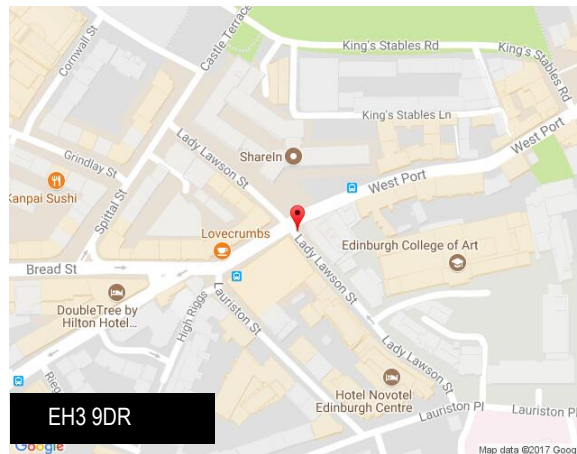 King's Stables Rd
King's Stables Rd
Castle Terrace
Cornwall St
King's Stables Ln
West Port
Lady Lawson St
ShareIn
Grindlay St
West Port
Kanpai Sushi
Spittal St
Lovecrumbs
Edinburgh College of Art
Lady Lawson St
Bread St
DoubleTree by
Hilton Hotel...
High Riggs
Lauriston St
Lady Lawson St
Hotel Novotel
Edinburgh Centre
Lauriston Pl
Lauriston Pl
EH3 9DR
Google
Map data ©2017 Goog